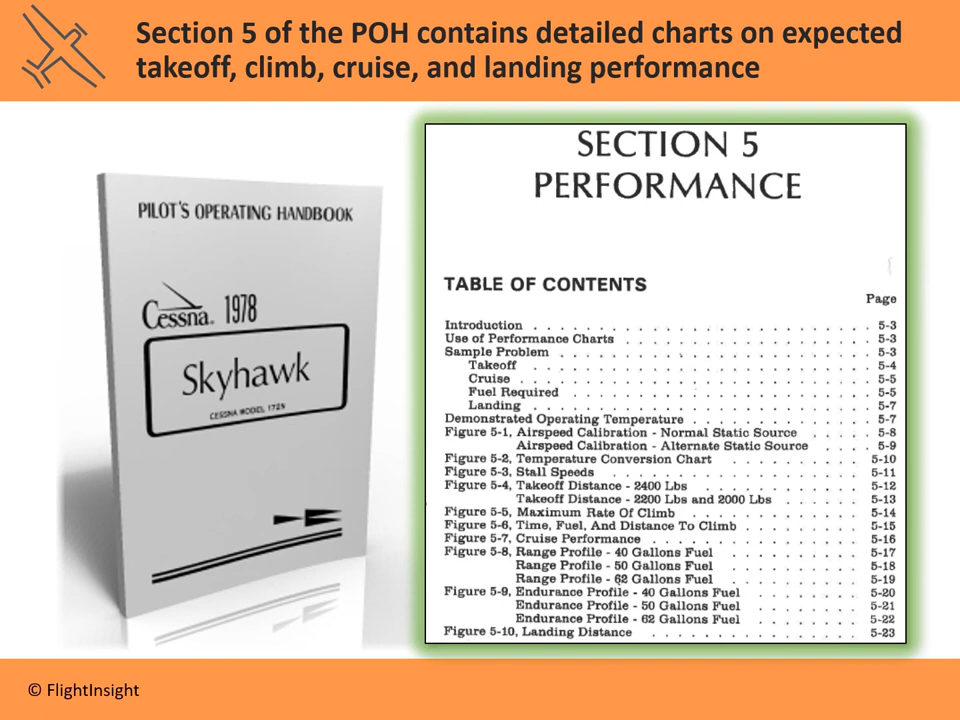 Section 5 of the POH contains detailed charts on expected
takeoff, climb, cruise, and landing performance
PILOT'S OPERATING HANDBOOK
Cessna. 1978
Skyhawk
CESSNA MODEL 172N
SECTION 5
PERFORMANCE
TABLE OF CONTENTS
Page
Introduction . . . . . . . . . . . . . . . . . . . . . . . . . . 5-3
Use of Performance Charts . . . . . . . . . . . . . . . . . . . 5-3
Sample Problem . . . . . . . . . . . . . . . . . . . . . . . . 5-3
Takeoff . . . . . . . . . . . . . . . . . . . . . . . . . . 5-4
Cruise . . . . . . . . . . . . . . . . . . . . . . . . . . 5-5
Fuel Required . . . . . . . . . . . . . . . . . . . . . . 5-5
Landing . . . . . . . . . . . . . . . . . . . . . . . . . 5-7
Demonstrated Operating Temperature . . . . . . . . . . . . . 5-7
Figure 5-1, Airspeed Calibration - Normal Static Source . . . . . 5-8
Airspeed Calibration - Alternate Static Source . . . . 5-9
Figure 5-2, Temperature Conversion Chart . . . . . . . . . . 5-10
Figure 5-3, Stall Speeds . . . . . . . . . . . . . . . . . . . 5-11
Figure 5-4, Takeoff Distance - 2400 Lbs . . . . . . . . . . . . 5-12
Takeoff Distance - 2200 Lbs and 2000 Lbs . . . . . . . 5-13
Figure 5-5, Maximum Rate Of Climb . . . . . . . . . . . . . 5-14
Figure 5-6, Time, Fuel, And Distance To Climb . . . . . . . . 5-15
Figure 5-7, Cruise Performance . . . . . . . . . . . . . . . . 5-16
Figure 5-8, Range Profile - 40 Gallons Fuel . . . . . . . . . . 5-17
Range Profile - 50 Gallons Fuel . . . . . . . . . . 5-18
Range Profile - 62 Gallons Fuel . . . . . . . . . . 5-19
Figure 5-9, Endurance Profile - 40 Gallons Fuel . . . . . . . . 5-20
Endurance Profile - 50 Gallons Fuel . . . . . . . . 5-21
Endurance Profile - 62 Gallons Fuel . . . . . . . . 5-22
Figure 5-10, Landing Distance . . . . . . . . . . . . . . . . 5-23
© FlightInsight